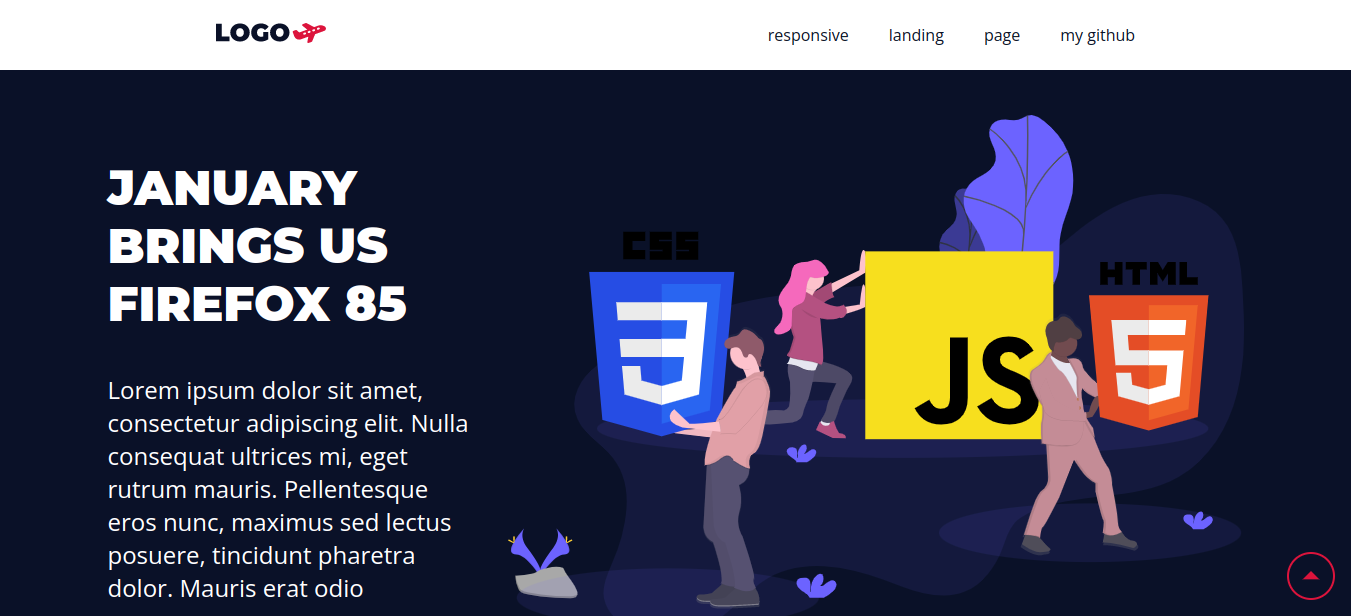 LOGO
responsive landing page my github
JANUARY
BRINGS US
FIREFOX 85
CSS
HTML
JS
Lorem ipsum dolor sit amet,
consectetur adipiscing elit. Nulla
consequat ultrices mi, eget
rutrum mauris. Pellentesque
eros nunc, maximus sed lectus
posuere, tincidunt pharetra
dolor. Mauris erat odio